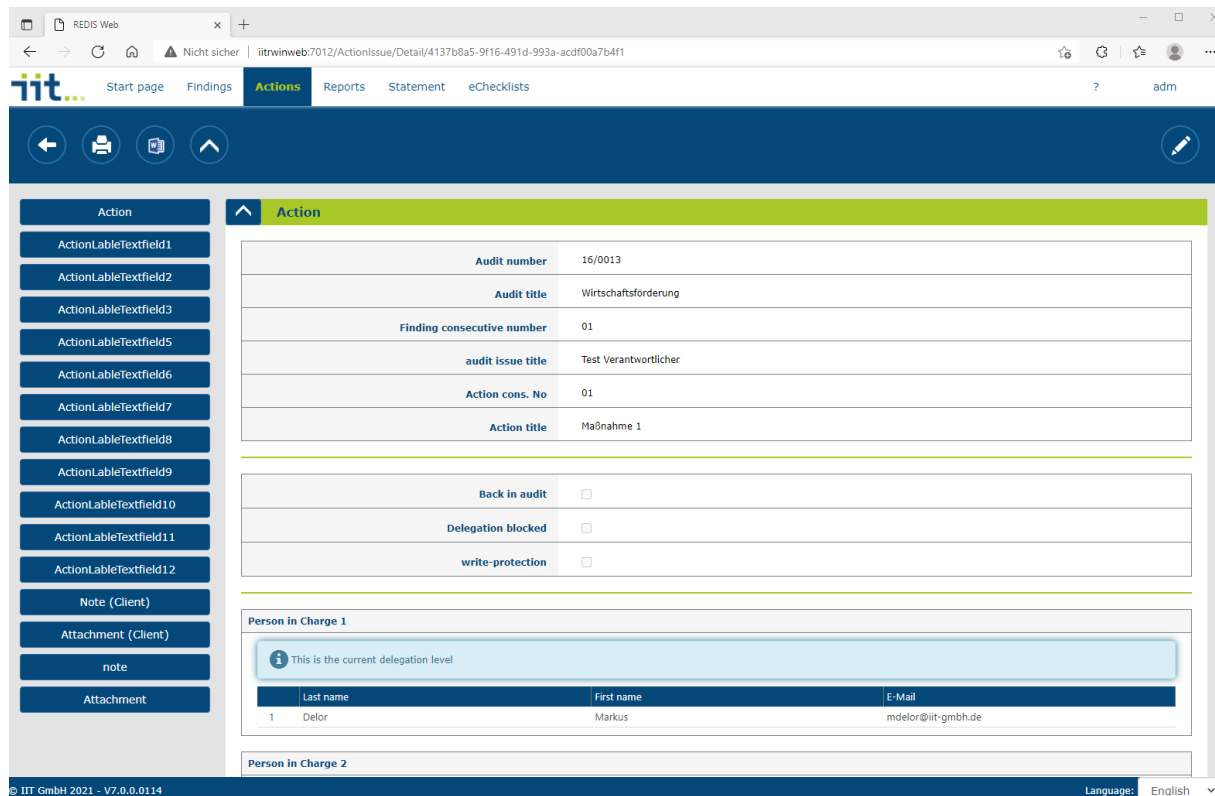 REDIS Web
Nicht sicher | iitrwinweb:7012/ActionIssue/Detail/4137b8a5-9f16-491d-993a-acdf00a7b4f1
iit... Start page Findings Actions Reports Statement eChecklists ? adm
Action
ActionLableTextfield1
ActionLableTextfield2
ActionLableTextfield3
ActionLableTextfield5
ActionLableTextfield6
ActionLableTextfield7
ActionLableTextfield8
ActionLableTextfield9
ActionLableTextfield10
ActionLableTextfield11
ActionLableTextfield12
Note (Client)
Attachment (Client)
note
Attachment
Action
Audit number 16/0013
Audit title Wirtschaftsförderung
Finding consecutive number 01
audit issue title Test Verantwortlicher
Action cons. No 01
Action title Maßnahme 1
Back in audit
Delegation blocked
write-protection
Person in Charge 1
This is the current delegation level
Last name First name E-Mail
1 Delor Markus mdelor@iit-gmbh.de
Person in Charge 2
© IIT GmbH 2021 - V7.0.0.0114 Language: English